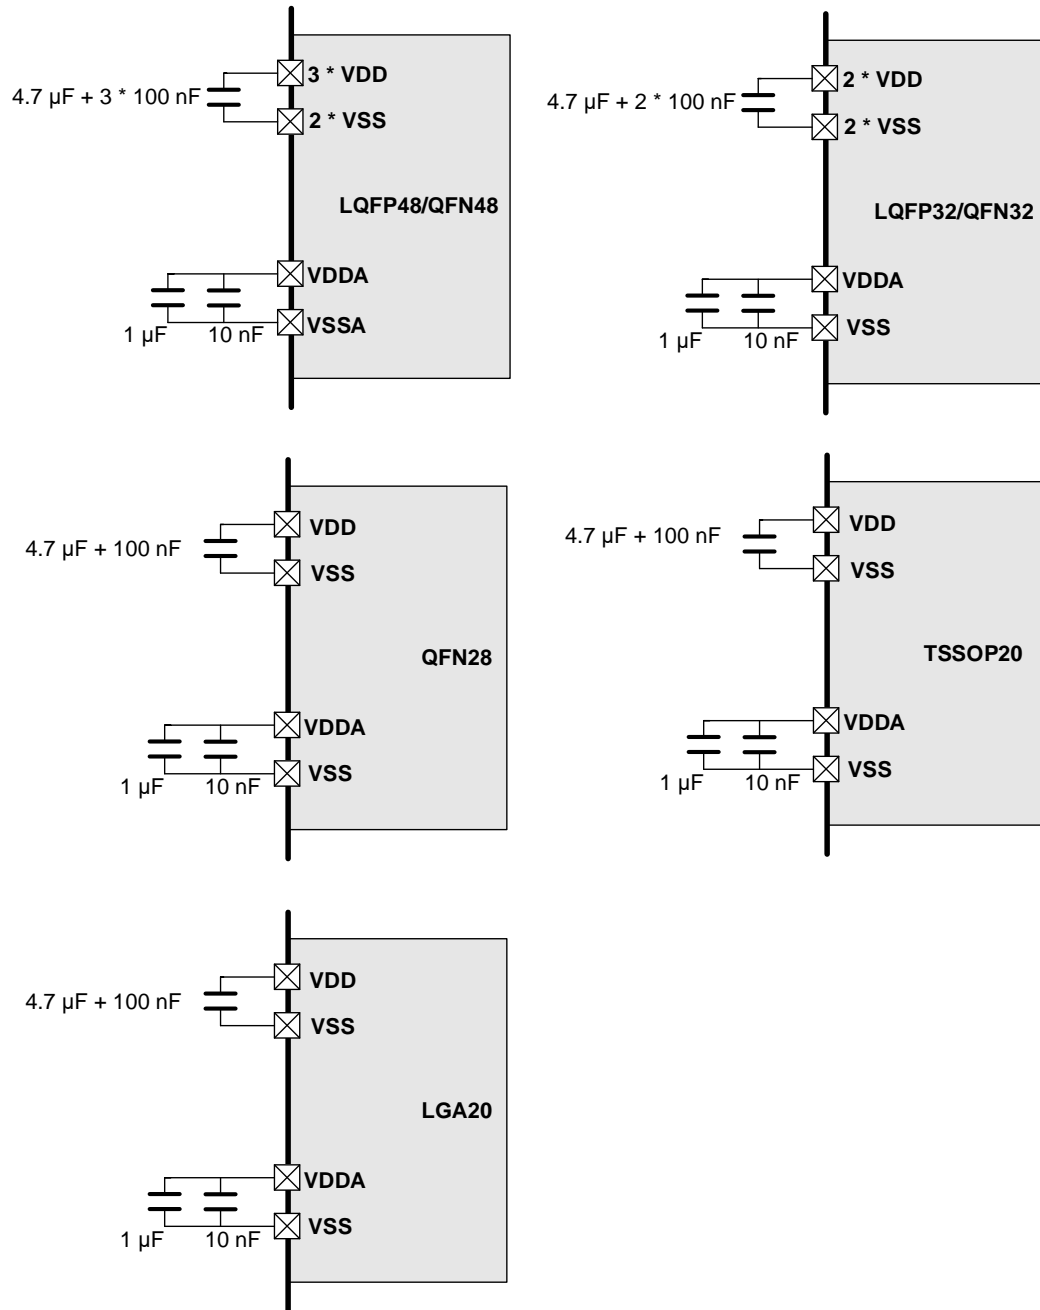 3 * VDD
4.7 µF + 3 * 100 nF
2 * VSS
LQFP48/QFN48
VDDA
VSSA
1 µF 10 nF
2 * VDD
4.7 µF + 2 * 100 nF
2 * VSS
LQFP32/QFN32
VDDA
VSS
1 µF 10 nF
VDD
4.7 µF + 100 nF
VSS
QFN28
VDDA
VSS
1 µF 10 nF
VDD
4.7 µF + 100 nF
VSS
TSSOP20
VDDA
VSS
1 µF 10 nF
VDD
4.7 µF + 100 nF
VSS
LGA20
VDDA
VSS
1 µF 10 nF